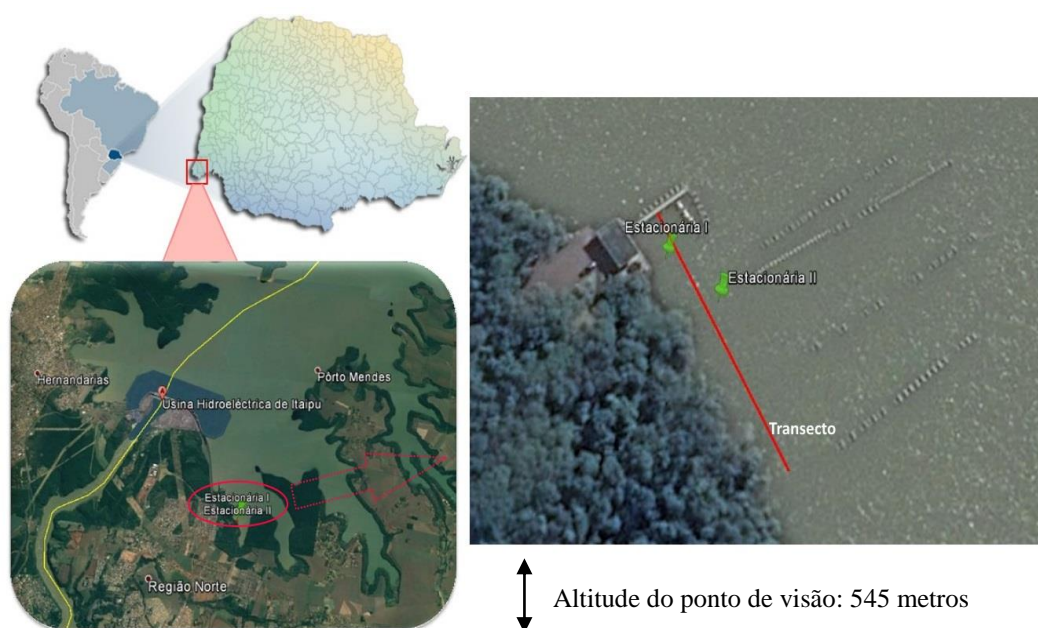 Estacionária I
Estacionária II
Transecto
Hernandarias
Pôrto Mendes
Usina Hidroeléctrica de Itaipu
Estacionária I
Estacionária II
Região Norte
Altitude do ponto de visão: 545 metros